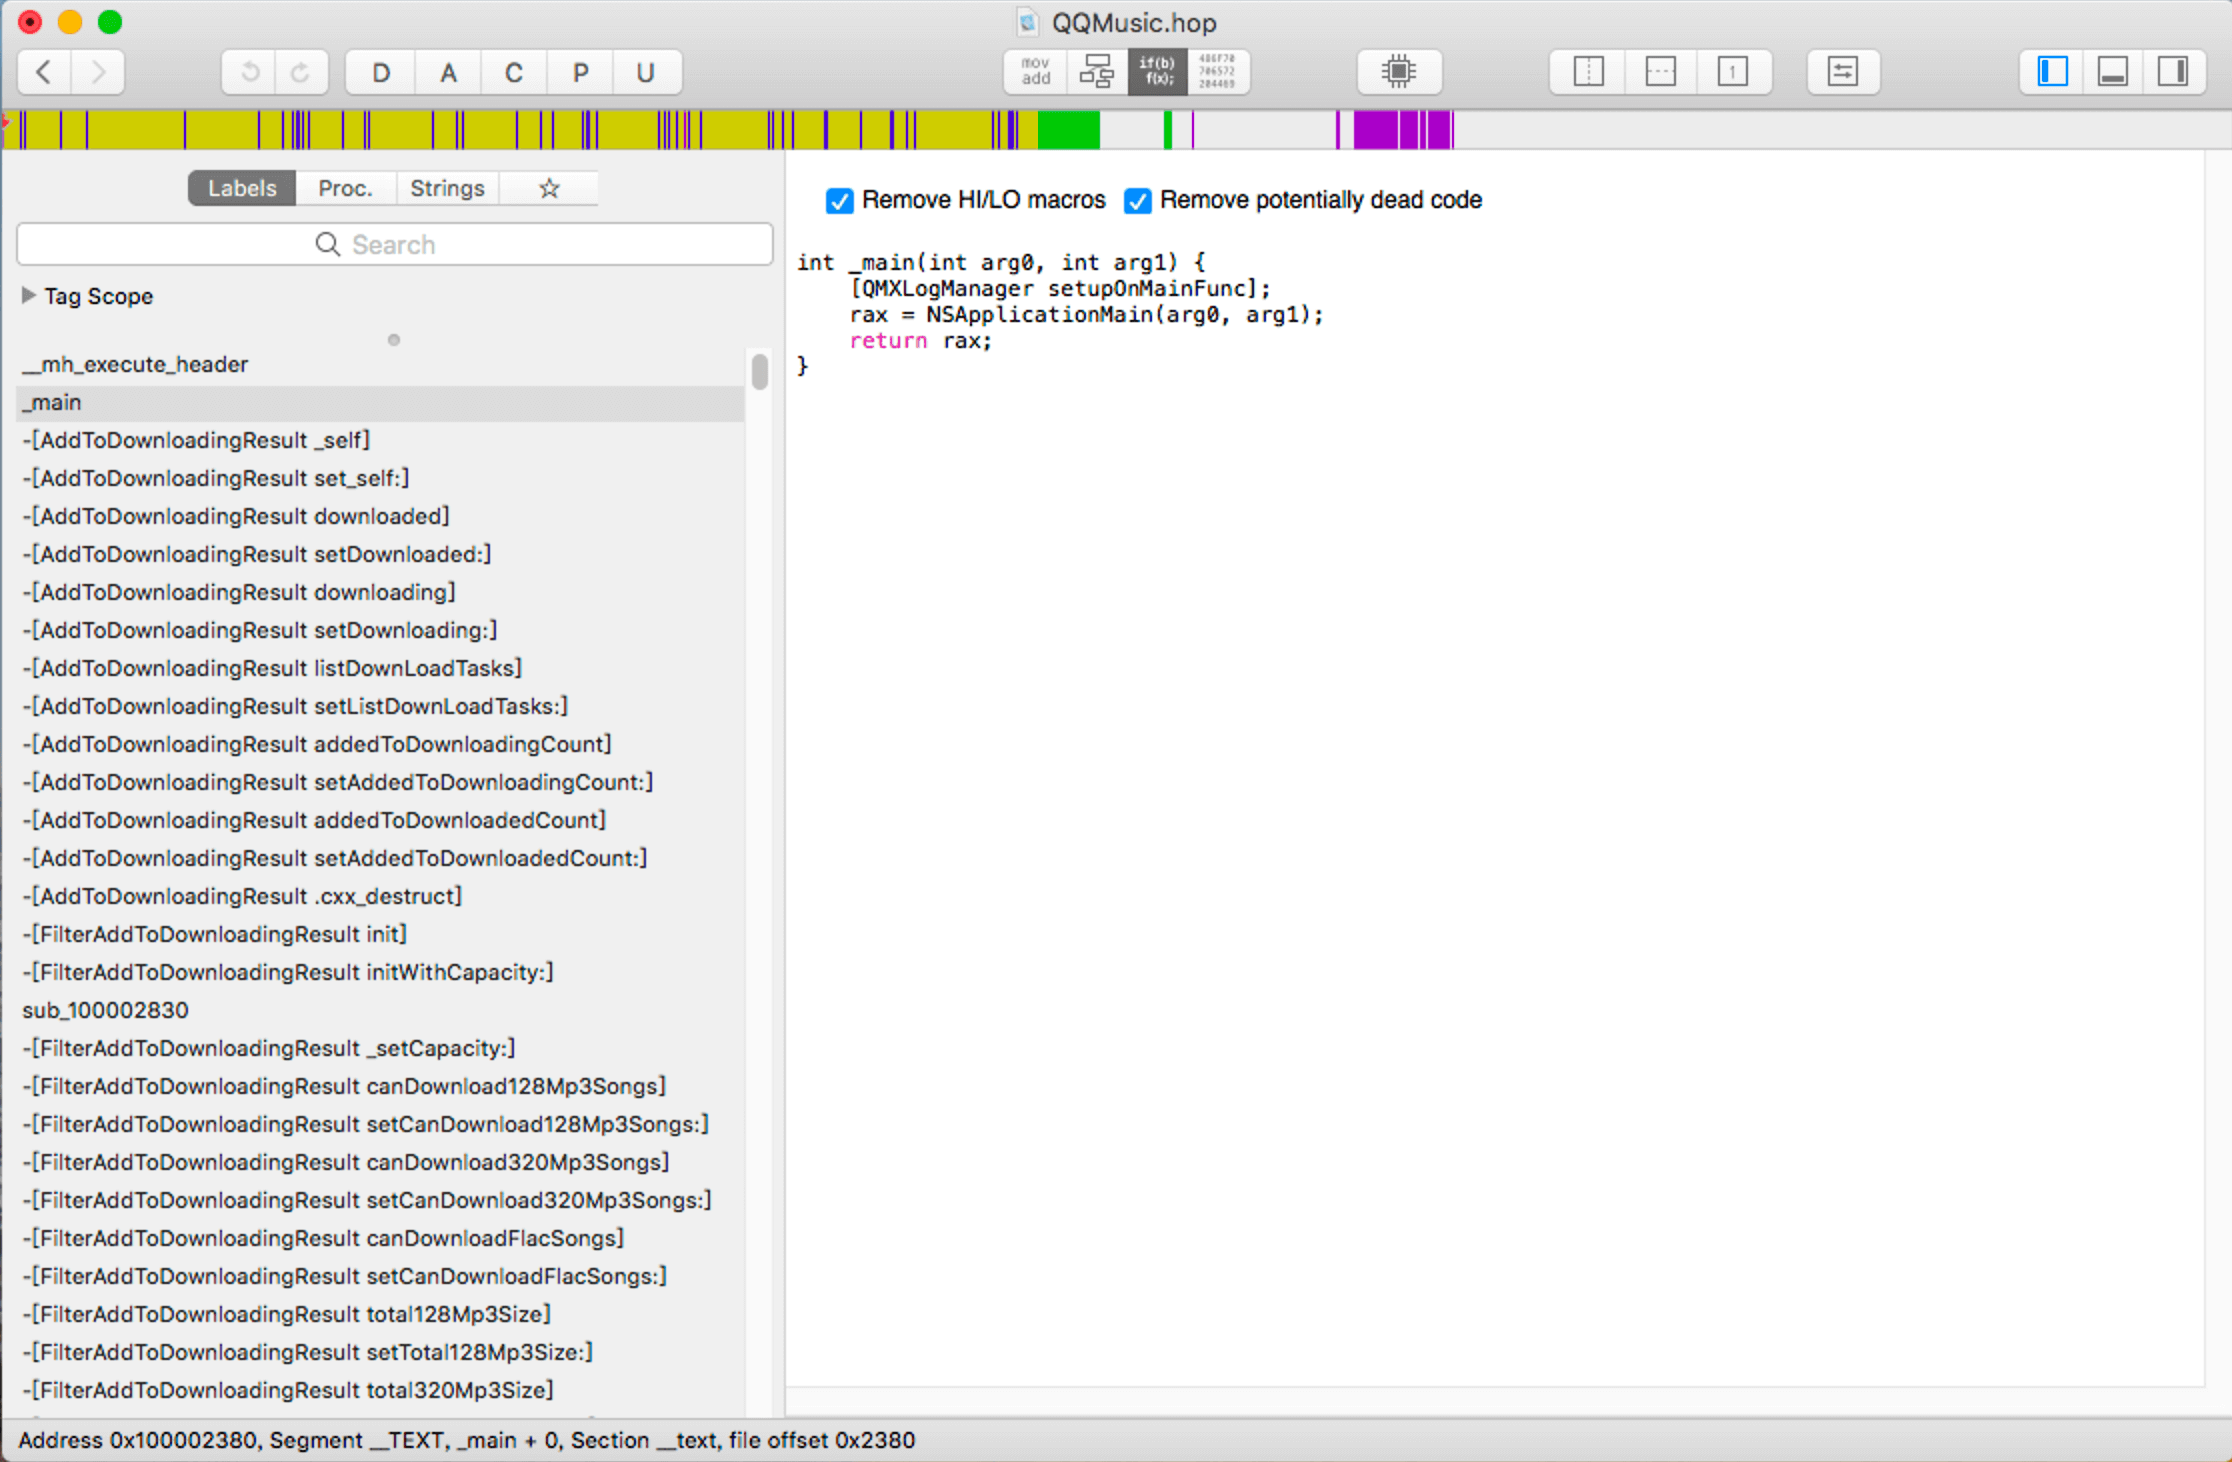 QQMusic.hop
D A C P U
mov
add
if(b)
f(x);
486F70
706572
204469
Labels Proc. Strings
Search
Tag Scope
__mh_execute_header
_main
-[AddToDownloadingResult _self]
-[AddToDownloadingResult set_self:]
-[AddToDownloadingResult downloaded]
-[AddToDownloadingResult setDownloaded:]
-[AddToDownloadingResult downloading]
-[AddToDownloadingResult setDownloading:]
-[AddToDownloadingResult listDownLoadTasks]
-[AddToDownloadingResult setListDownLoadTasks:]
-[AddToDownloadingResult addedToDownloadingCount]
-[AddToDownloadingResult setAddedToDownloadingCount:]
-[AddToDownloadingResult addedToDownloadedCount]
-[AddToDownloadingResult setAddedToDownloadedCount:]
-[AddToDownloadingResult .cxx_destruct]
-[FilterAddToDownloadingResult init]
-[FilterAddToDownloadingResult initWithCapacity:]
sub_100002830
-[FilterAddToDownloadingResult _setCapacity:]
-[FilterAddToDownloadingResult canDownload128Mp3Songs]
-[FilterAddToDownloadingResult setCanDownload128Mp3Songs:]
-[FilterAddToDownloadingResult canDownload320Mp3Songs]
-[FilterAddToDownloadingResult setCanDownload320Mp3Songs:]
-[FilterAddToDownloadingResult canDownloadFlacSongs]
-[FilterAddToDownloadingResult setCanDownloadFlacSongs:]
-[FilterAddToDownloadingResult total128Mp3Size]
-[FilterAddToDownloadingResult setTotal128Mp3Size:]
-[FilterAddToDownloadingResult total320Mp3Size]
Remove HI/LO macros Remove potentially dead code
int _main(int arg0, int arg1) {
[QMXLogManager setupOnMainFunc];
rax = NSApplicationMain(arg0, arg1);
return rax;
}
Address 0x100002380, Segment __TEXT, _main + 0, Section __text, file offset 0x2380